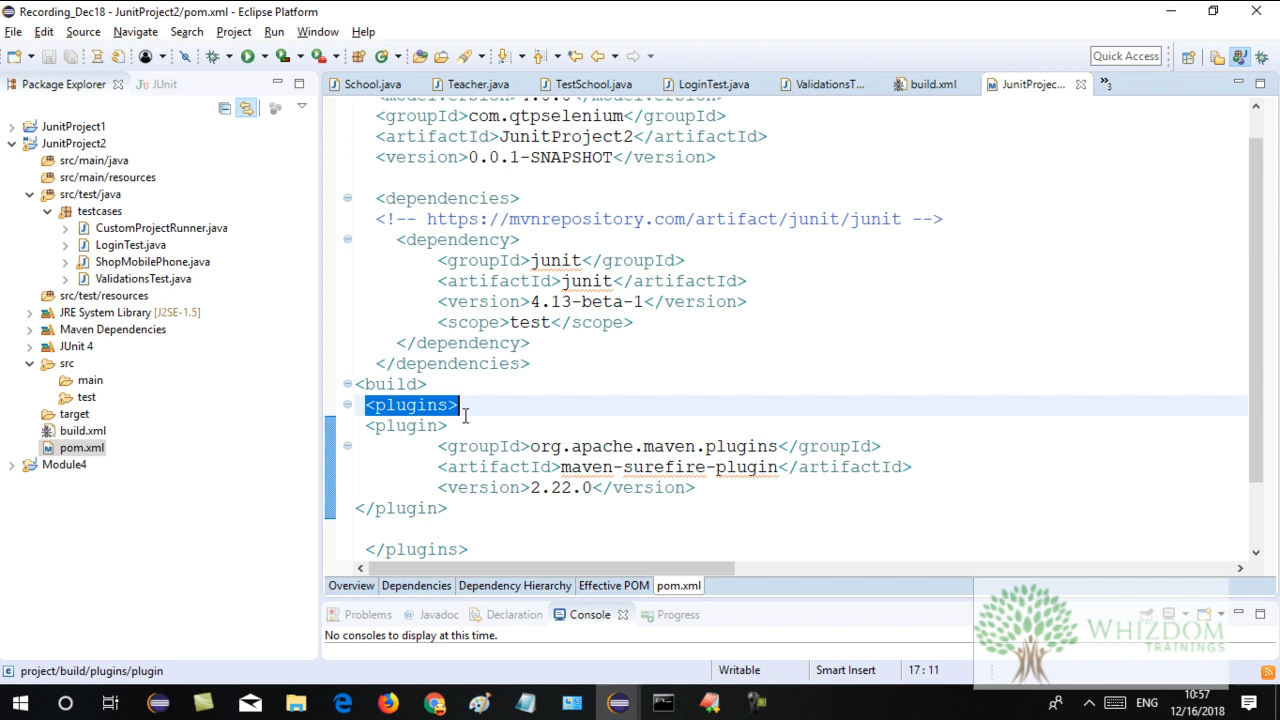 Recording_Dec18 - JunitProject2/pom.xml - Eclipse Platform
File Edit Source Navigate Search Project Run Window Help
Quick Access
Package Explorer JUnit
School.java Teacher.java TestSchool.java LoginTest.java ValidationsT... build.xml JunitProjec... »3
JunitProject1
JunitProject2
src/main/java
src/main/resources
src/test/java
testcases
CustomProjectRunner.java
LoginTest.java
ShopMobilePhone.java
ValidationsTest.java
src/test/resources
JRE System Library [J2SE-1.5]
Maven Dependencies
JUnit 4
src
main
test
target
build.xml
pom.xml
Module4
<modelVersion>4.0.0</modelVersion>
<groupId>com.qtpselenium</groupId>
<artifactId>JunitProject2</artifactId>
<version>0.0.1-SNAPSHOT</version>
<dependencies>
<!-- https://mvnrepository.com/artifact/junit/junit -->
<dependency>
<groupId>junit</groupId>
<artifactId>junit</artifactId>
<version>4.13-beta-1</version>
<scope>test</scope>
</dependency>
</dependencies>
<build>
<plugins>
<plugin>
<groupId>org.apache.maven.plugins</groupId>
<artifactId>maven-surefire-plugin</artifactId>
<version>2.22.0</version>
</plugin>
</plugins>
Overview Dependencies Dependency Hierarchy Effective POM pom.xml
Problems Javadoc Declaration Console Progress
No consoles to display at this time.
WHIZDOM
TRAININGS
project/build/plugins/plugin Writable Smart Insert 17 : 11
ENG
10:57
12/16/2018